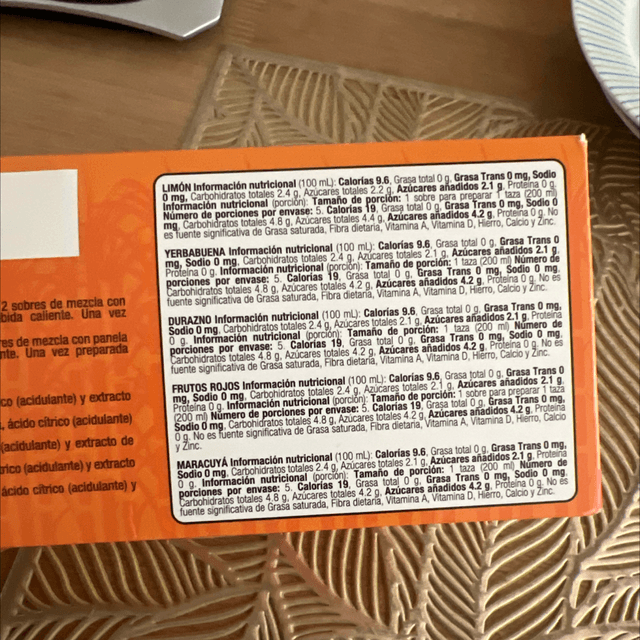 2 sobres de mezcla con
bida caliente. Una vez
es de mezcla con panela
nte. Una vez preparada
co (acidulante) y extracto
, ácido cítrico (acidulante)
(acidulante) y extracto de
rico (acidulante) y extracto
ácido cítrico (acidulante) y
LIMÓN Información nutricional (100 mL): Calorías 9.6, Grasa total 0 g, Grasa Trans 0 mg, Sodio
0 mg, Carbohidratos totales 2.4 g, Azúcares totales 2.2 g, Azúcares añadidos 2.1 g, Proteína 0 g.
Información nutricional (porción): Tamaño de porción: 1 sobre para preparar 1 taza (200 ml)
Número de porciones por envase: 5. Calorías 19, Grasa total 0 g, Grasa Trans 0 mg, Sodio 0
mg, Carbohidratos totales 4.8 g, Azúcares totales 4.4 g, Azúcares añadidos 4.2 g, Proteína 0 g. No
es fuente significativa de Grasa saturada, Fibra dietaria, Vitamina A, Vitamina D, Hierro, Calcio y Zinc.
YERBABUENA Información nutricional (100 mL): Calorías 9.6, Grasa total 0 g, Grasa Trans 0
mg, Sodio 0 mg, Carbohidratos totales 2.4 g, Azúcares totales 2.1 g, Azúcares añadidos 2.1 g,
Proteína 0 g. Información nutricional (porción): Tamaño de porción: 1 taza (200 ml) Número de
porciones por envase: 5. Calorías 19, Grasa total 0 g, Grasa Trans 0 mg, Sodio 0 mg,
Carbohidratos totales 4.8 g, Azúcares totales 4.2 g, Azúcares añadidos 4.2 g, Proteína 0 g. No es
fuente significativa de Grasa saturada, Fibra dietaria, Vitamina A, Vitamina D, Hierro, Calcio y Zinc.
DURAZNO Información nutricional (100 mL): Calorías 9.6, Grasa total 0 g, Grasa Trans 0 mg,
Sodio 0 mg, Carbohidratos totales 2.4 g, Azúcares totales 2.1 g, Azúcares añadidos 2.1 g, Proteína
0 g. Información nutricional (porción): Tamaño de porción: 1 taza (200 ml) Número de
porciones por envase: 5. Calorías 19, Grasa total 0 g, Grasa Trans 0 mg, Sodio 0 mg,
Carbohidratos totales 4.8 g, Azúcares totales 4.2 g, Azúcares añadidos 4.2 g, Proteína 0 g. No es
fuente significativa de Grasa saturada, Fibra dietaria, Vitamina A, Vitamina D, Hierro, Calcio y Zinc.
FRUTOS ROJOS Información nutricional (100 mL): Calorías 9.6, Grasa total 0 g, Grasa Trans 0
mg, Sodio 0 mg, Carbohidratos totales 2.4 g, Azúcares totales 2.1 g, Azúcares añadidos 2.1 g,
Proteína 0 g. Información nutricional (porción): Tamaño de porción: 1 sobre para preparar 1 taza
(200 ml) Número de porciones por envase: 5. Calorías 19, Grasa total 0 g, Grasa Trans 0 mg,
Sodio 0 mg, Carbohidratos totales 4.8 g, Azúcares totales 4.2 g, Azúcares añadidos 4.2 g, Proteína
0 g. No es fuente significativa de Grasa saturada, Fibra dietaria, Vitamina A, Vitamina D, Hierro, Calcio
y Zinc.
MARACUYÁ Información nutricional (100 mL): Calorías 9.6, Grasa total 0 g, Grasa Trans 0 mg,
Sodio 0 mg, Carbohidratos totales 2.4 g, Azúcares totales 2.1 g, Azúcares añadidos 2.1 g, Proteína
0 g. Información nutricional (porción): Tamaño de porción: 1 taza (200 ml) Número de
porciones por envase: 5. Calorías 19, Grasa total 0 g, Grasa Trans 0 mg, Sodio 0 mg,
Carbohidratos totales 4.8 g, Azúcares totales 4.2 g, Azúcares añadidos 4.2 g, Proteína 0 g. No es
fuente significativa de Grasa saturada, Fibra dietaria, Vitamina A, Vitamina D, Hierro, Calcio y Zinc.